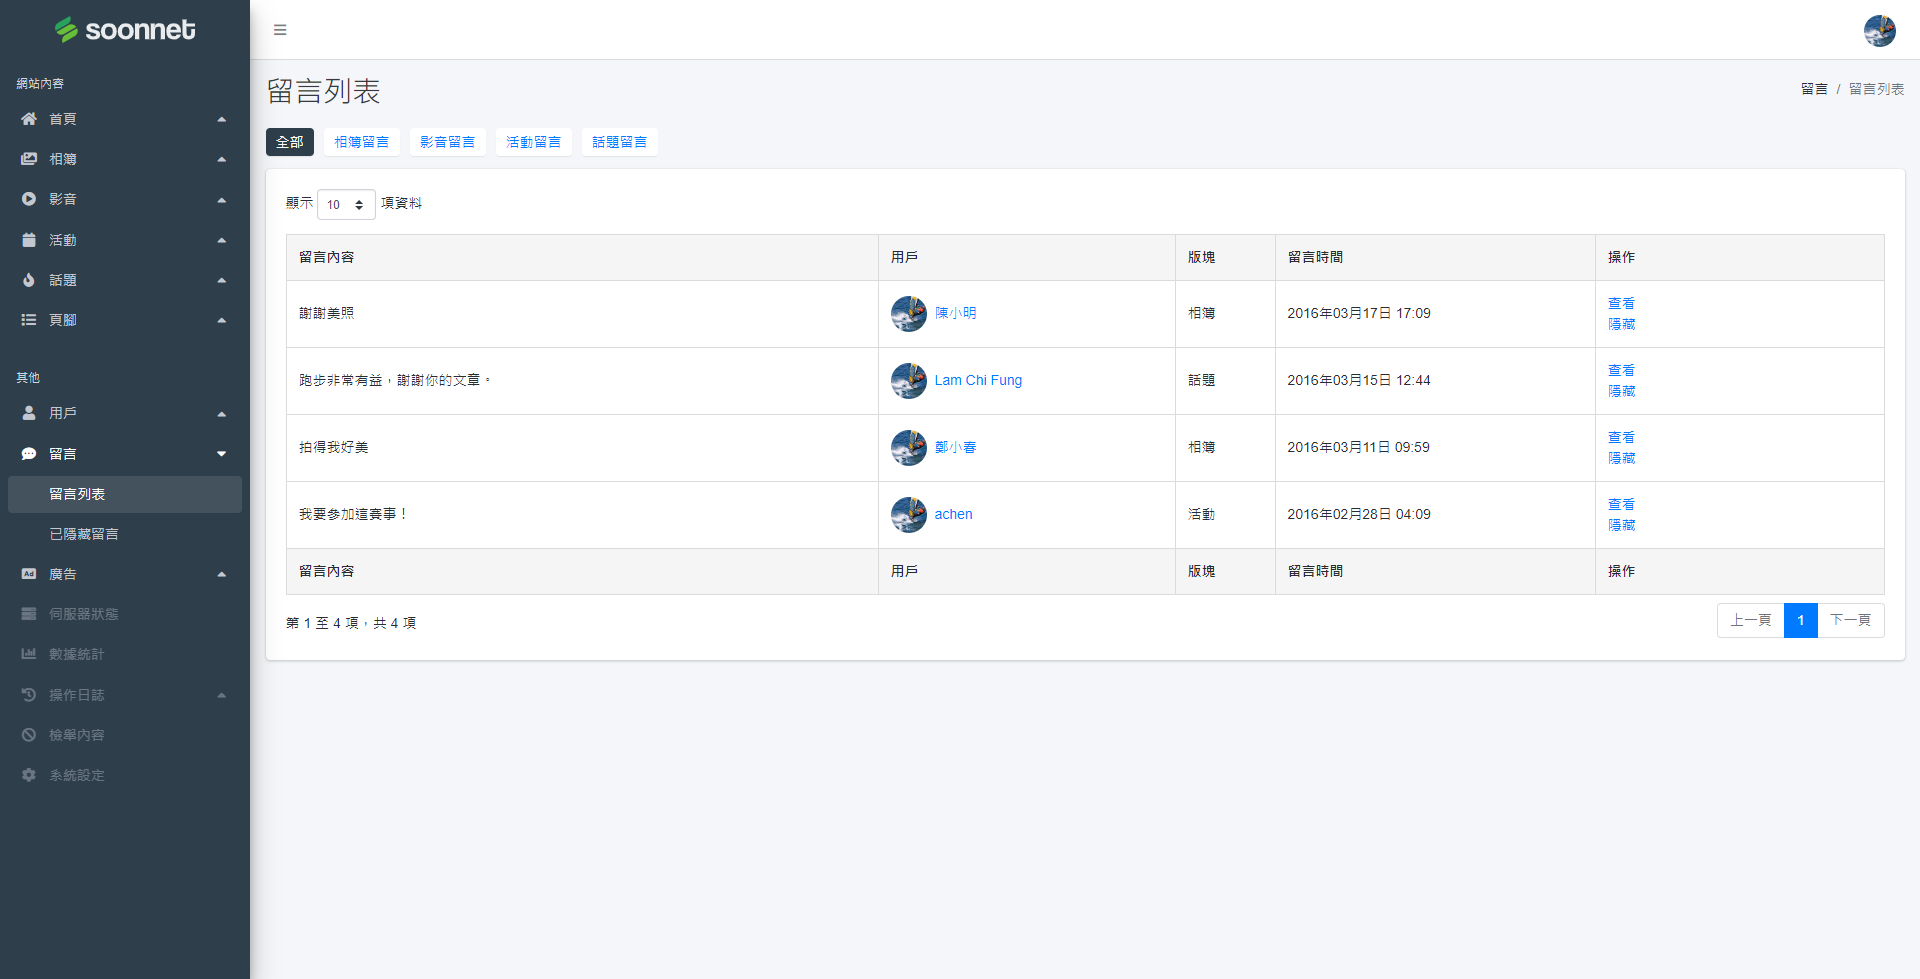 soonnet
網站內容
首頁
相簿
影音
活動
話題
頁腳
其他
用戶
留言
留言列表
已隱藏留言
Ad 廣告
伺服器狀態
數據統計
操作日誌
檢舉內容
系統設定
留言列表
留言 / 留言列表
全部 相簿留言 影音留言 活動留言 話題留言
顯示 10 項資料
留言內容 用戶 版塊 留言時間 操作
謝謝美照 陳小明 相簿 2016年03月17日 17:09 查看
隱藏
跑步非常有益，謝謝你的文章。 Lam Chi Fung 話題 2016年03月15日 12:44 查看
隱藏
拍得我好美 鄭小春 相簿 2016年03月11日 09:59 查看
隱藏
我要參加這賽事！ achen 活動 2016年02月28日 04:09 查看
隱藏
留言內容 用戶 版塊 留言時間 操作
第 1 至 4 項，共 4 項
上一頁 1 下一頁